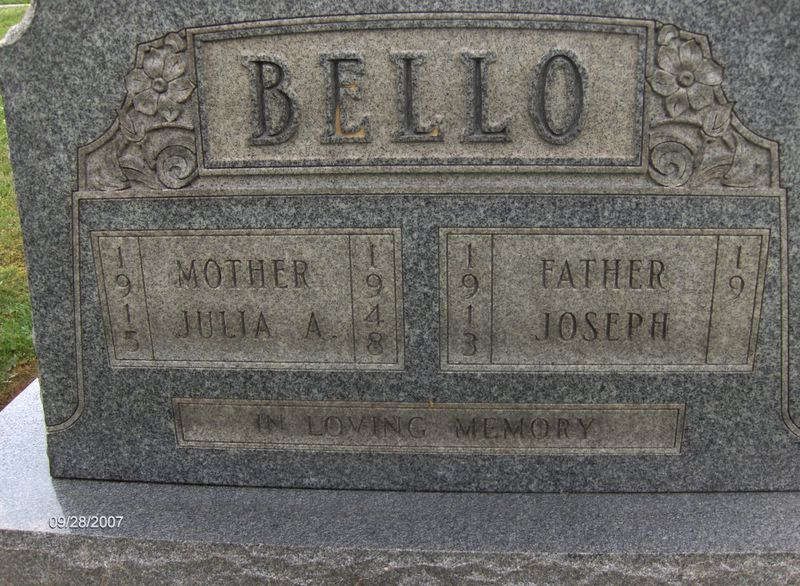 BELLO
1915 MOTHER 1948
JULIA A.
1913 FATHER 19
JOSEPH
IN LOVING MEMORY
09/28/2007